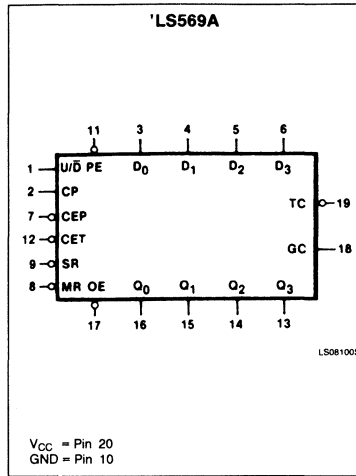 'LS569A
11 3 4 5 6
1 U/D̅ PE D₀ D₁ D₂ D₃
2 CP
TC 19
7 CEP
12 CET
GC 18
9 SR
8 MR OE Q₀ Q₁ Q₂ Q₃
17 16 15 14 13
LS08100S
V_CC = Pin 20
GND = Pin 10